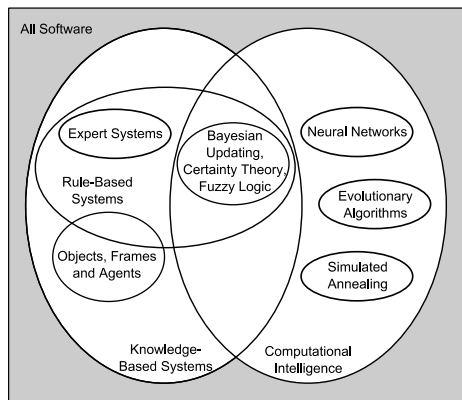 All Software
Expert Systems
Bayesian
Updating,
Certainty Theory,
Fuzzy Logic
Neural Networks
Rule-Based
Systems
Evolutionary
Algorithms
Objects, Frames
and Agents
Simulated
Annealing
Knowledge-
Based Systems
Computational
Intelligence